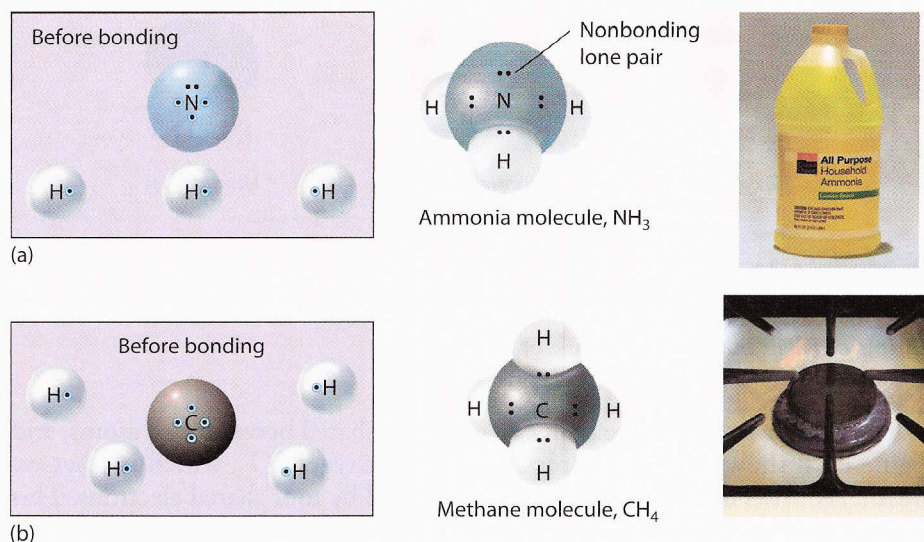 Before bonding
N
H H H
(a)
Nonbonding
lone pair
H N H
H
Ammonia molecule, NH₃
All Purpose
Household
Ammonia
Before bonding
H H
C
H H
(b)
H
H C H
H
Methane molecule, CH₄